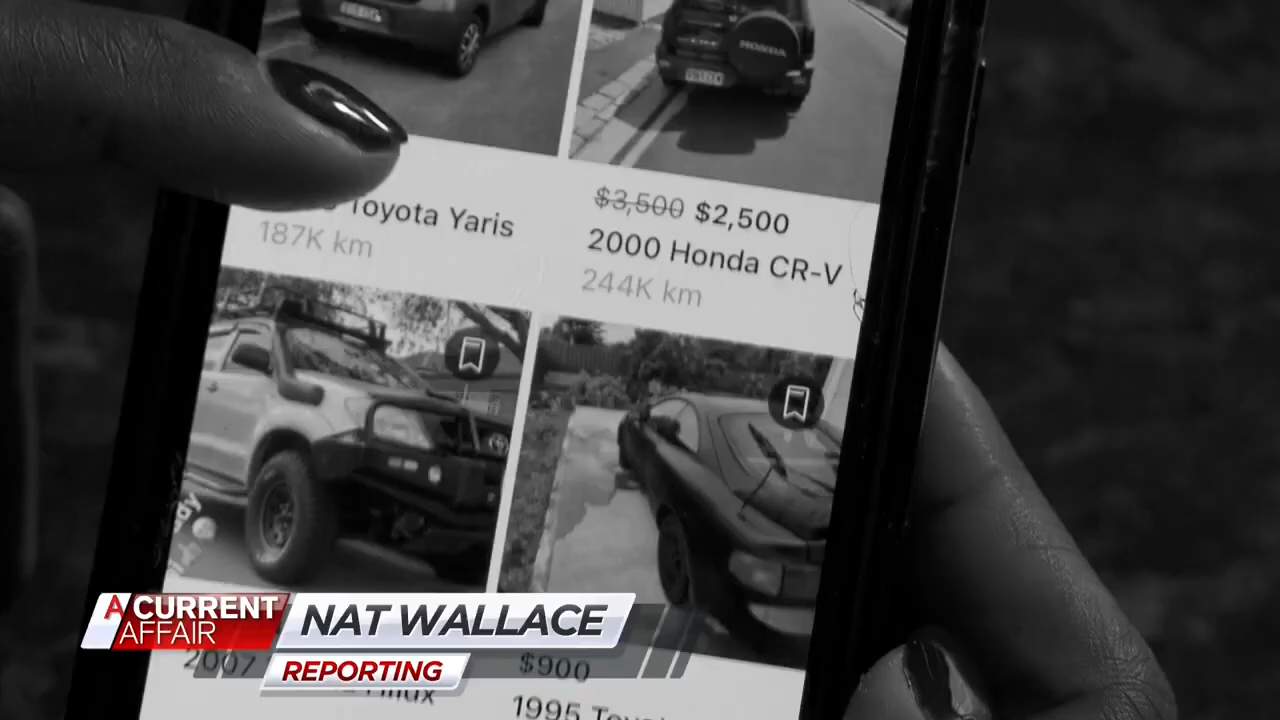 HONDA
$3,500 $2,500
Toyota Yaris
2000 Honda CR-V
187K km
244K km
A CURRENT
AFFAIR
NAT WALLACE
REPORTING
2007
$900
1995